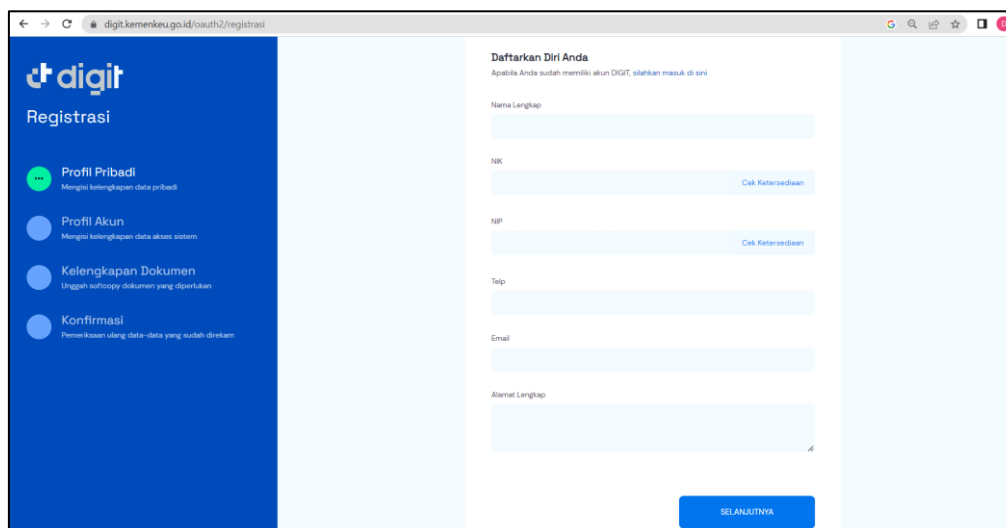 digit.kemenkeu.go.id/oauth2/registrasi
digit
Registrasi
Profil Pribadi
Mengisi kelengkapan data pribadi
Profil Akun
Mengisi kelengkapan data akses sistem
Kelengkapan Dokumen
Unggah softcopy dokumen yang diperlukan
Konfirmasi
Pemeriksaan ulang data-data yang sudah direkam
Daftarkan Diri Anda
Apabila Anda sudah memiliki akun DIGIT, silahkan masuk di sini
Nama Lengkap
NIK
Cek Ketersediaan
NIP
Cek Ketersediaan
Telp
Email
Alamat Lengkap
SELANJUTNYA